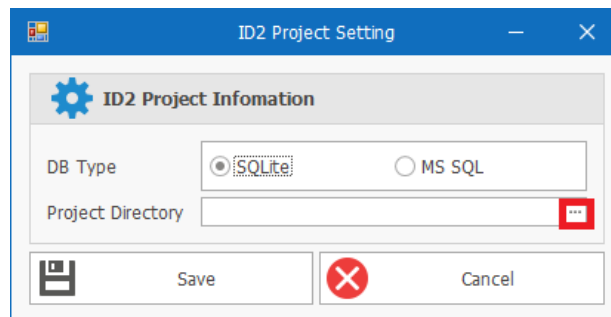 ID2 Project Setting
ID2 Project Infomation
DB Type SQLite MS SQL
Project Directory ...
Save Cancel